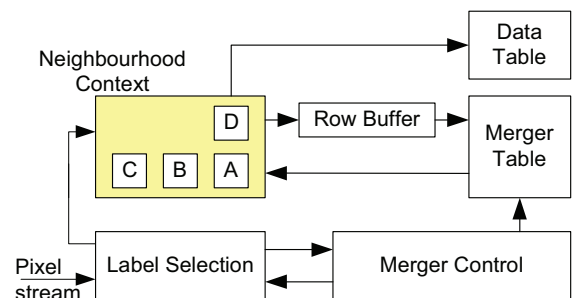 Neighbourhood
Context
Data
Table
D
Row Buffer
Merger
Table
C B A
Pixel
stream
Label Selection
Merger Control